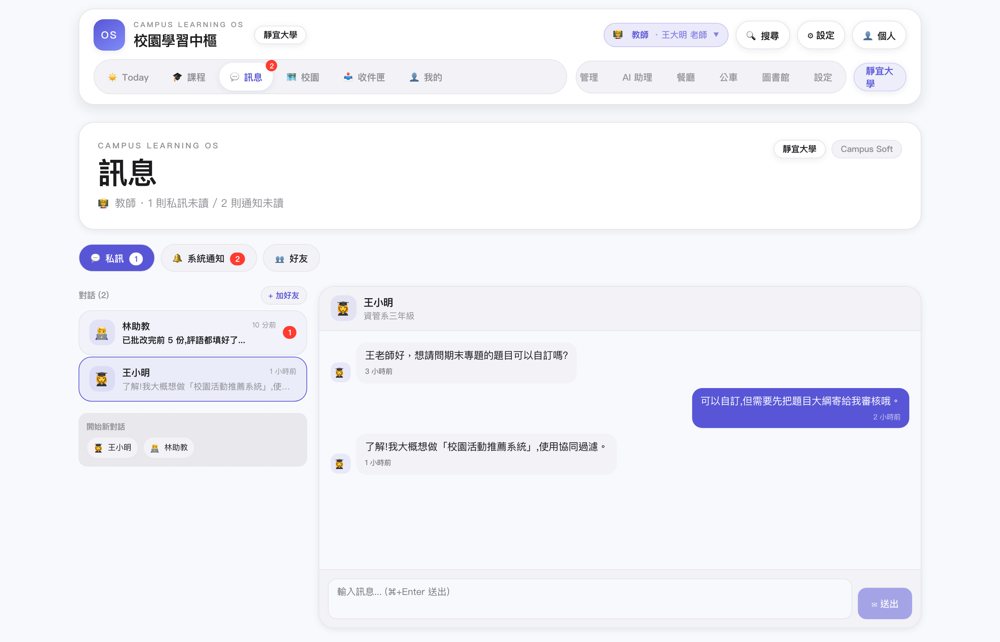 OS
CAMPUS LEARNING OS
校園學習中樞
靜宜大學
教師 · 王大明 老師 ▼
搜尋
設定
個人
Today
課程
訊息
2
校園
收件匣
我的
管理
AI 助理
餐廳
公車
圖書館
設定
靜宜大
學
CAMPUS LEARNING OS
靜宜大學
Campus Soft
訊息
教師 · 1 則私訊未讀 / 2 則通知未讀
私訊 1
系統通知 2
好友
對話 (2)
+ 加好友
林助教
10 分前
已批改完前 5 份,評語都填好了...
1
王小明
1 小時前
了解!我大概想做「校園活動推薦系統」,使...
開始新對話
王小明
林助教
王小明
資管系三年級
王老師好，想請問期末專題的題目可以自訂嗎?
3 小時前
可以自訂,但需要先把題目大綱寄給我審核哦。
2 小時前
了解!我大概想做「校園活動推薦系統」,使用協同過濾。
1 小時前
輸入訊息... (⌘+Enter 送出)
✉ 送出